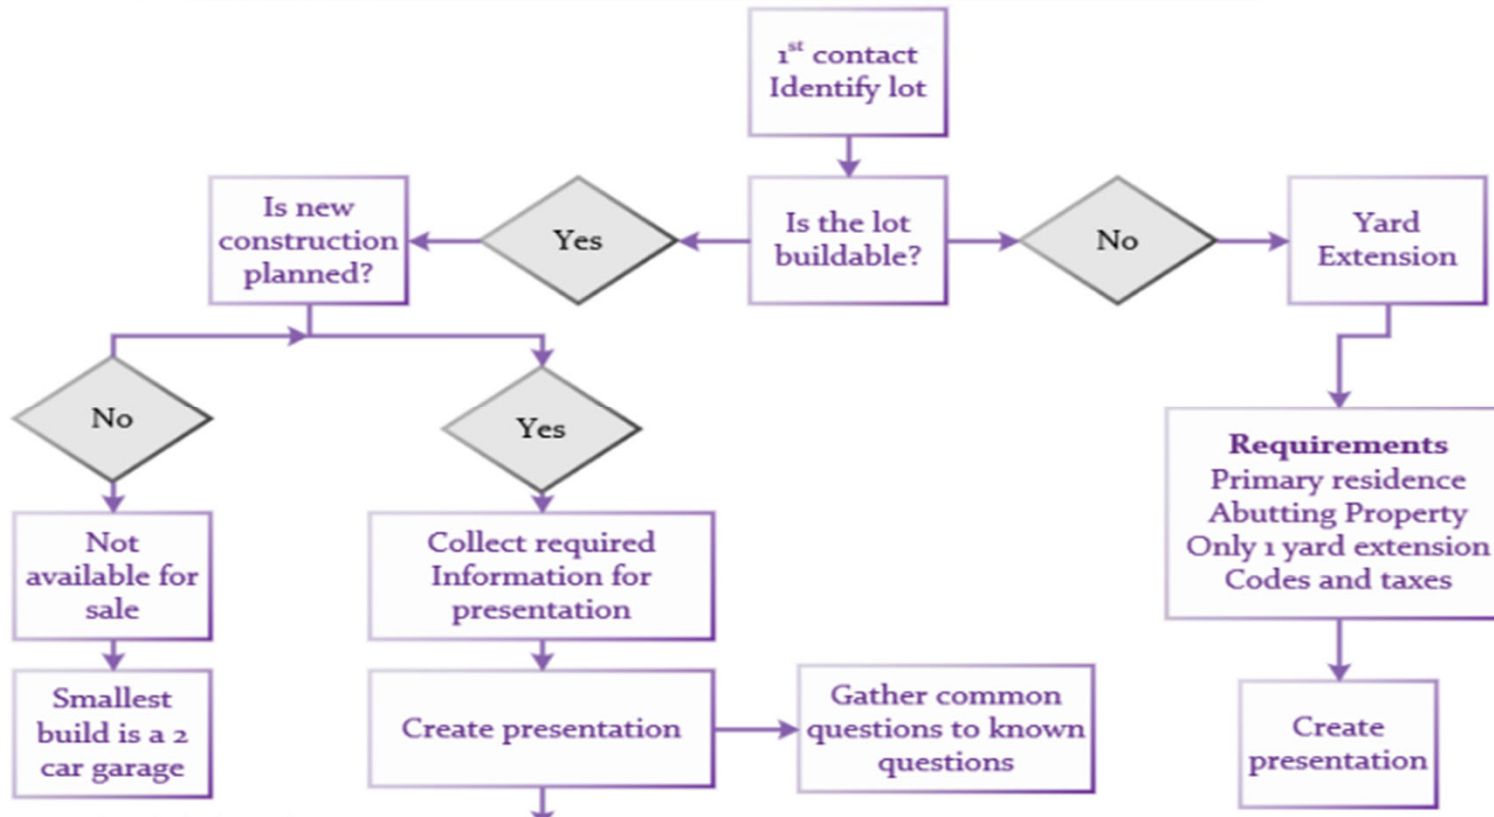 1st contact
Identify lot
Is new
construction
planned?
Yes
Is the lot
buildable?
No
Yard
Extension
No
Yes
Requirements
Primary residence
Abutting Property
Only 1 yard extension
Codes and taxes
Not
available for
sale
Collect required
Information for
presentation
Smallest
build is a 2
car garage
Create presentation
Gather common
questions to known
questions
Create
presentation